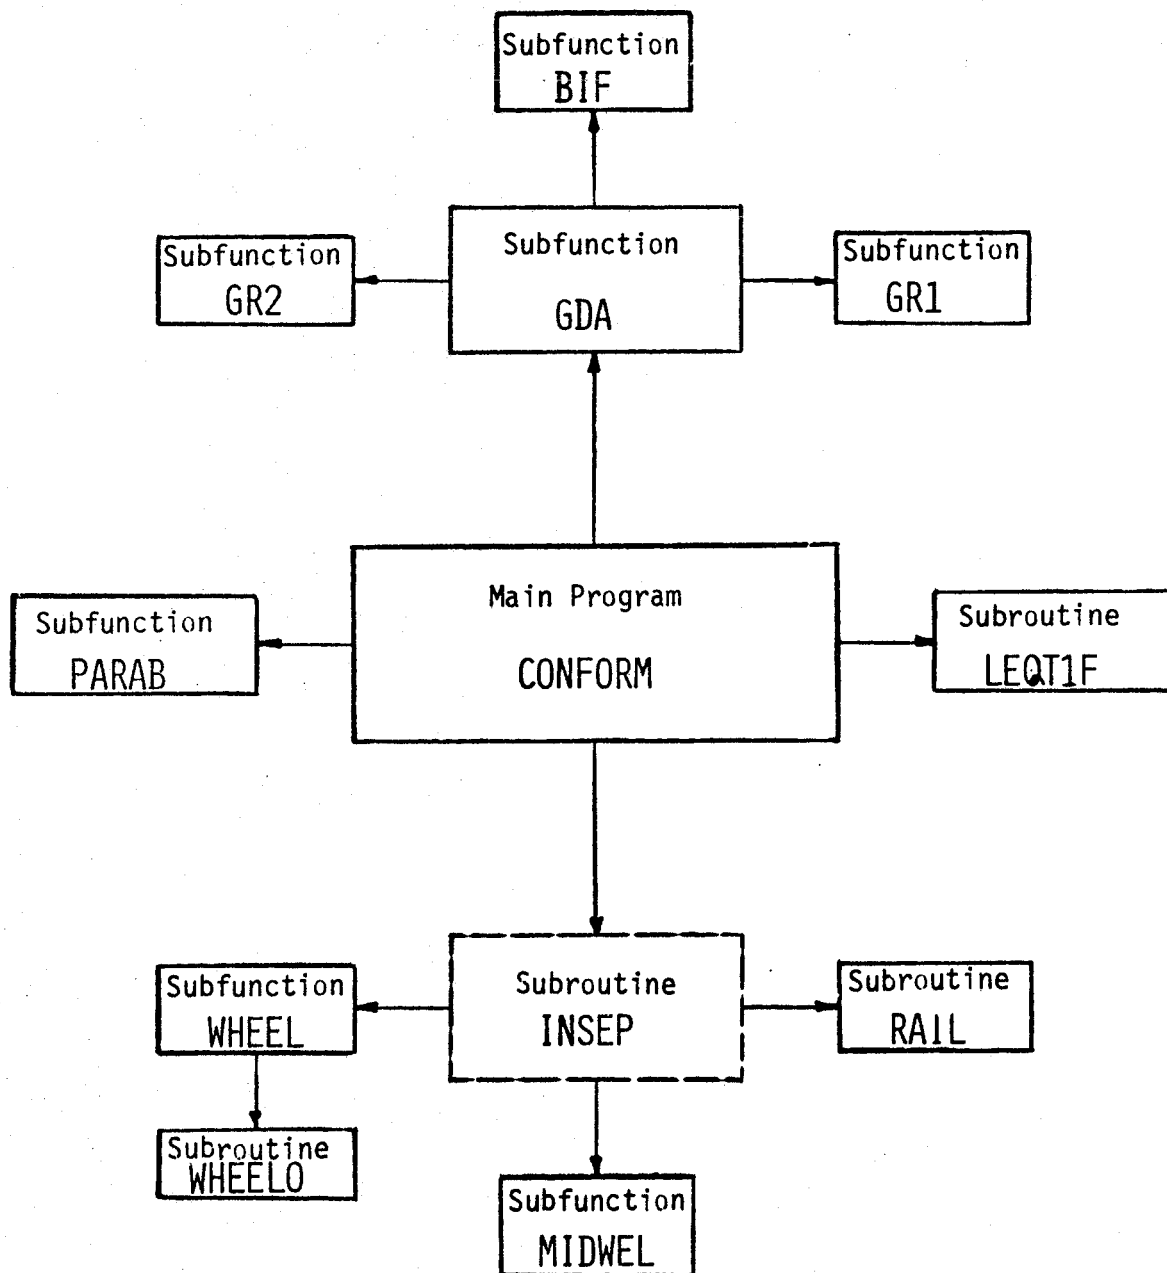 Subfunction
BIF
Subfunction
GR2
Subfunction
GDA
Subfunction
GR1
Subfunction
PARAB
Main Program
CONFORM
Subroutine
LEQT1F
Subfunction
WHEEL
Subroutine
INSEP
Subroutine
RAIL
Subroutine
WHEELO
Subfunction
MIDWEL